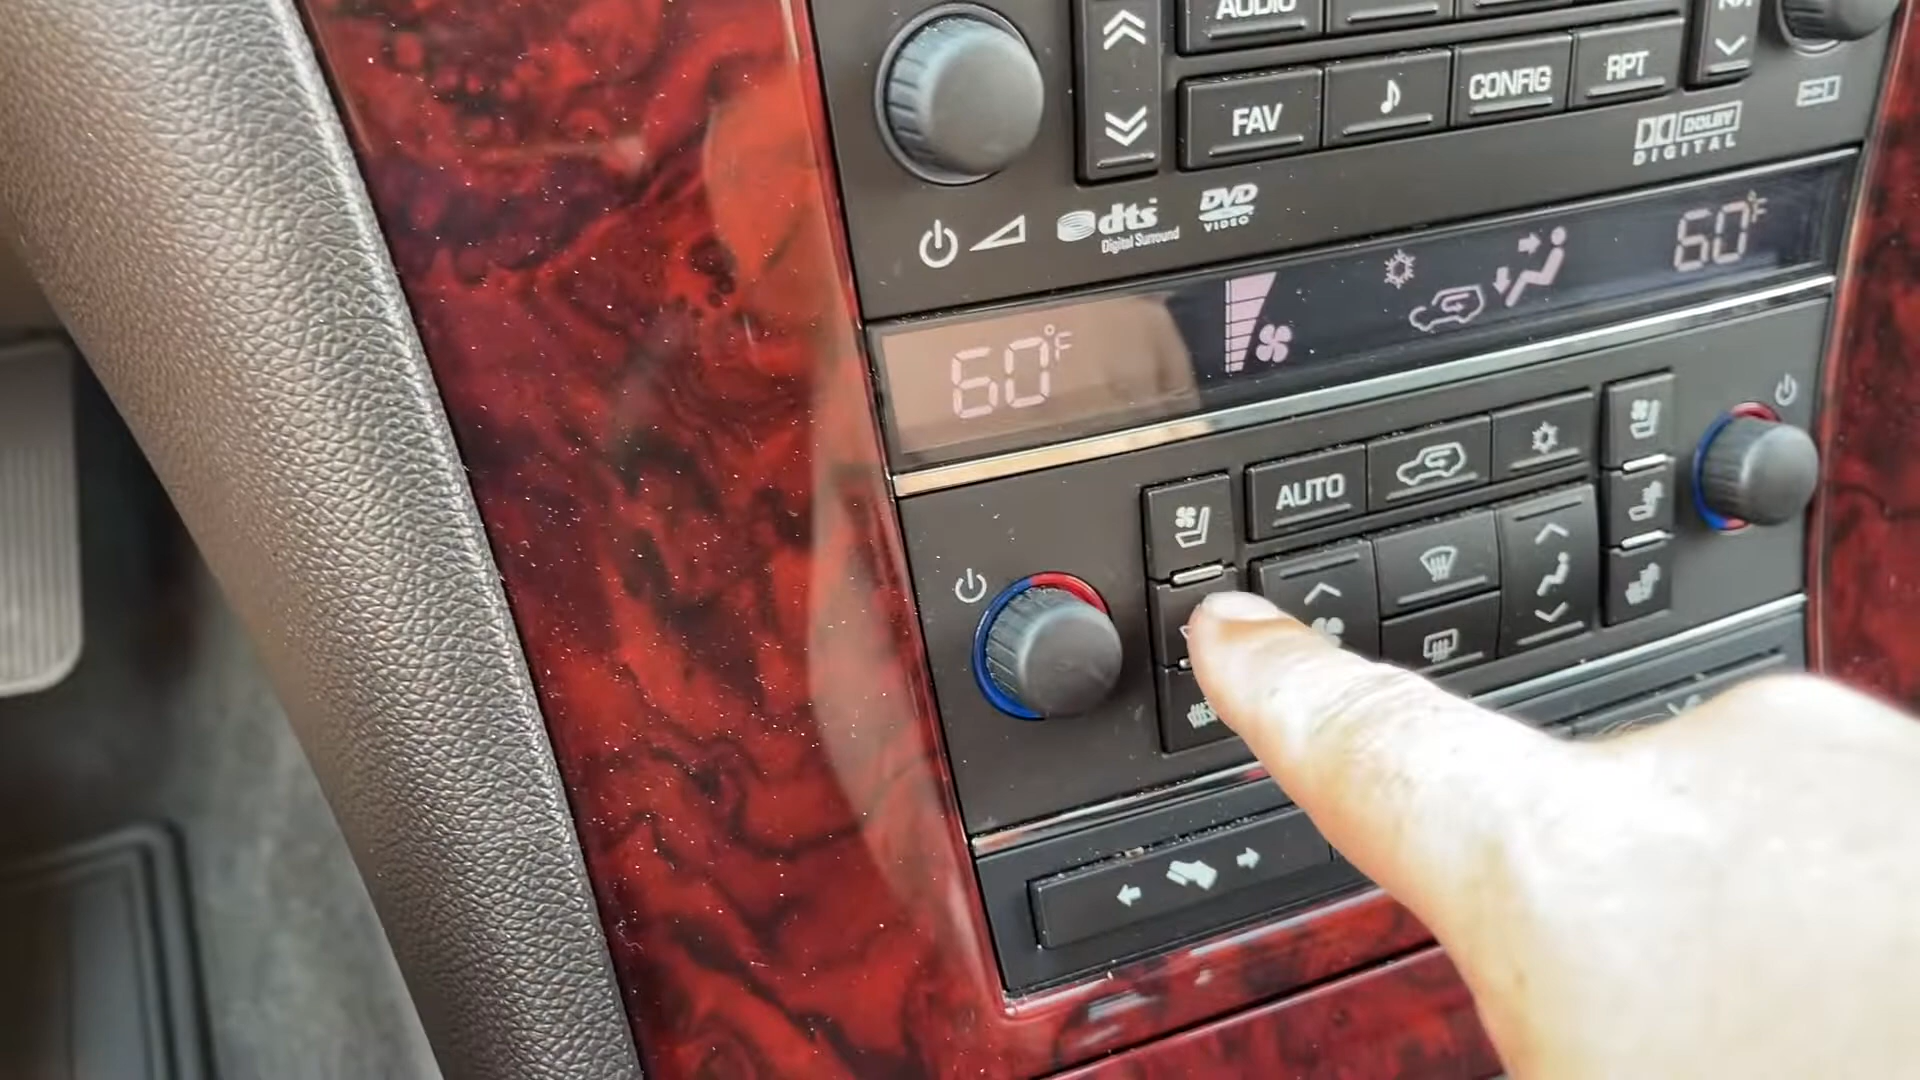 AUDIO
FAV
CONFIG
RPT
DOLBY
DIGITAL
dts
Digital Surround
DVD
VIDEO
60°F
60°F
AUTO